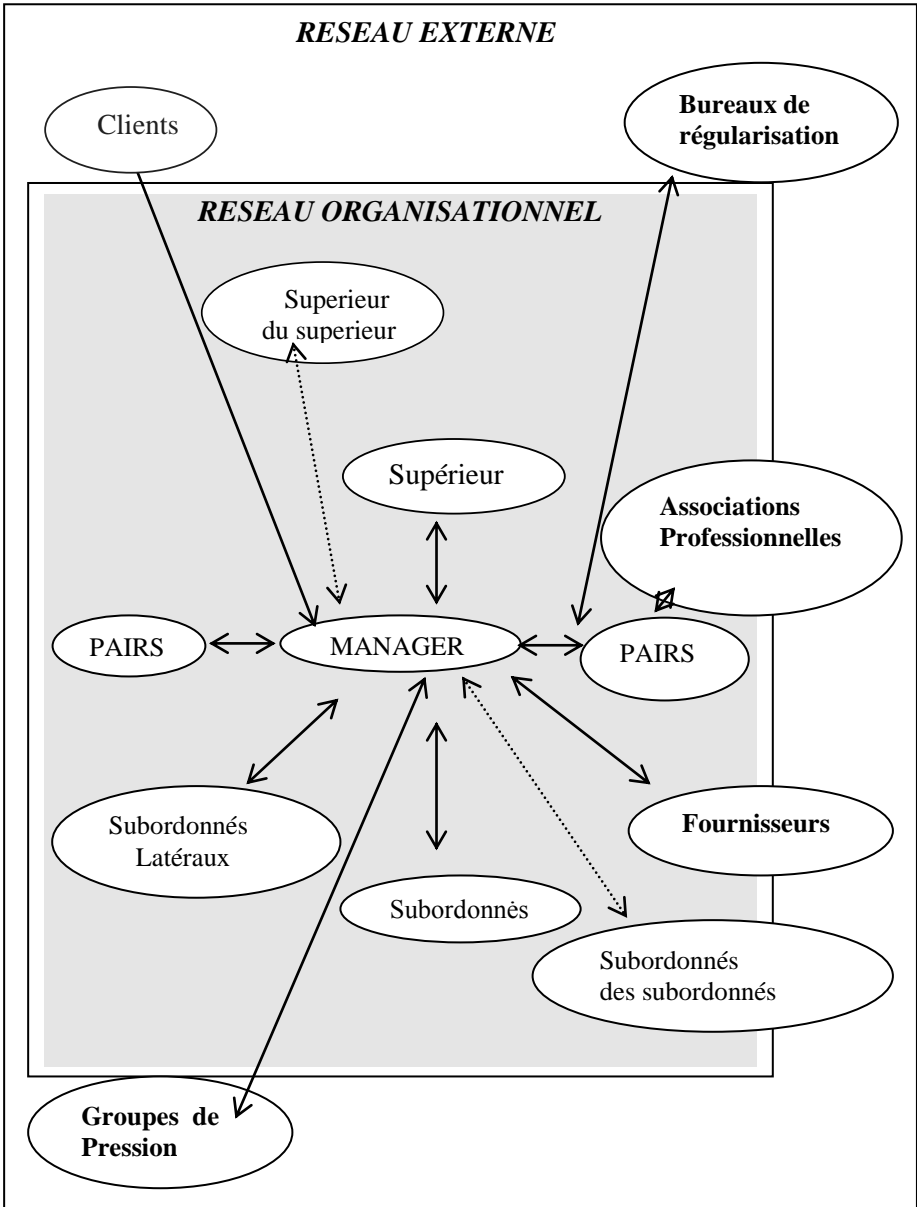 RESEAU EXTERNE
Clients
Bureaux de
régularisation
RESEAU ORGANISATIONNEL
Superieur
du superieur
Supérieur
Associations
Professionnelles
PAIRS
MANAGER
PAIRS
Subordonnés
Latéraux
Fournisseurs
Subordonnés
Subordonnés
des subordonnés
Groupes de
Pression